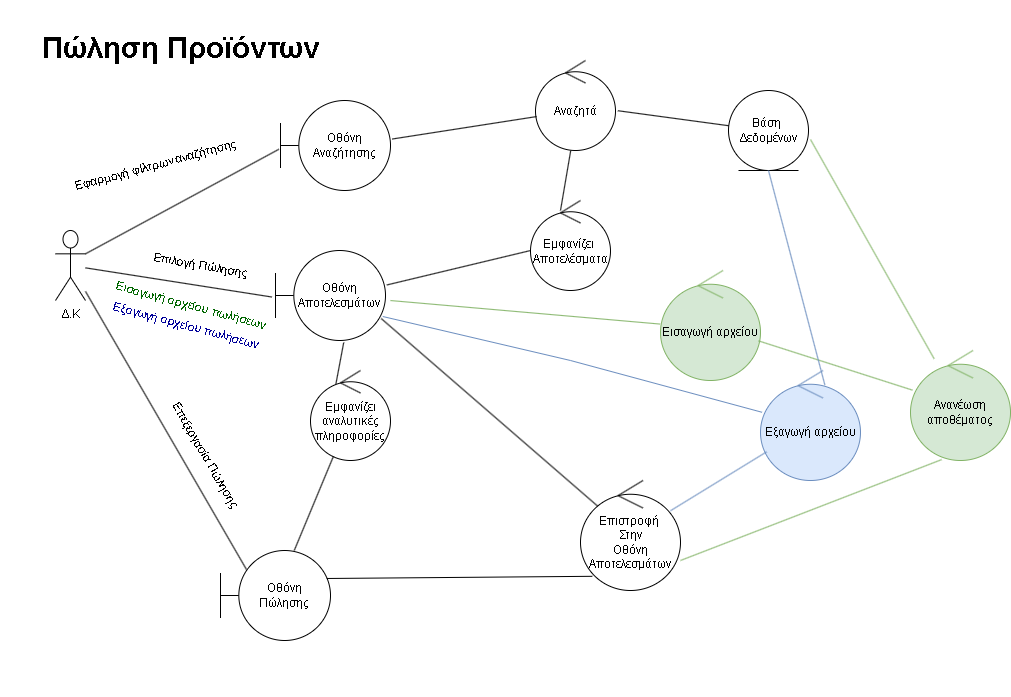 Πώληση Προϊόντων
Εφαρμογή φίλτρων αναζήτησης
Οθόνη
Αναζήτησης
Αναζητά
Βάση
Δεδομένων
Δ.Κ
Επιλογή Πώλησης
Εισαγωγή αρχείου πωλήσεων
Εξαγωγή αρχείου πωλήσεων
Οθόνη
Αποτελεσμάτων
Εμφανίζει
Αποτελέσματα
Εισαγωγή αρχείου
Εξαγωγή αρχείου
Ανανέωση
αποθέματος
Εμφανίζει
αναλυτικές
πληροφορίες
Επεξεργασία Πώλησης
Επιστροφή
Στην
Οθόνη
Αποτελεσμάτων
Οθόνη
Πώλησης